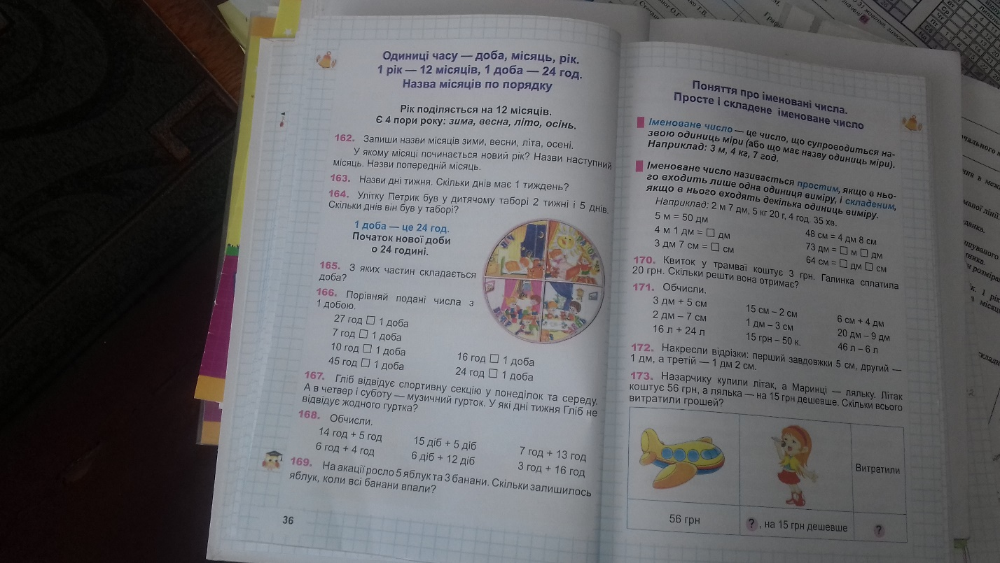 Одиниці часу — доба, місяць, рік.
1 рік — 12 місяців, 1 доба — 24 год.
Назва місяців по порядку
Рік поділяється на 12 місяців.
Є 4 пори року: зима, весна, літо, осінь.
162. Запиши назви місяців зими, весни, літа, осені.
У якому місяці починається новий рік? Назви наступний
місяць. Назви попередній місяць.
163. Назви дні тижня. Скільки днів має 1 тиждень?
164. Улітку Петрик був у дитячому таборі 2 тижні і 5 днів.
Скільки днів він був у таборі?
1 доба — це 24 год.
Початок нової доби
о 24 годині.
165. З яких частин складається
доба?
166. Порівняй подані числа з
1 добою.
27 год □ 1 доба
7 год □ 1 доба
10 год □ 1 доба
45 год □ 1 доба
16 год □ 1 доба
24 год □ 1 доба
167. Гліб відвідує спортивну секцію у понеділок та середу.
А в четвер і суботу — музичний гурток. У які дні тижня Гліб не
відвідує жодного гуртка?
168. Обчисли.
14 год + 5 год 15 діб + 5 діб 7 год + 13 год
6 год + 4 год 6 діб + 12 діб 3 год + 16 год
169. На акації росло 5 яблук та 3 банани. Скільки залишилось
яблук, коли всі банани впали?
36
Поняття про іменовані числа.
Просте і складене іменоване число
Іменоване число — це число, що супроводиться на-
звою одиниць міри (або що має назву одиниць міри).
Наприклад: 3 м, 4 кг, 7 год.
Іменоване число називається простим, якщо в ньо-
го входить лише одна одиниця виміру, і складеним,
якщо в нього входять декілька одиниць виміру.
Наприклад: 2 м 7 дм, 5 кг 20 г, 4 год. 35 хв.
5 м = 50 дм 48 см = 4 дм 8 см
4 м 1 дм = □ дм 73 дм = □ м □ дм
3 дм 7 см = □ см 64 см = □ дм □ см
170. Квиток у трамваї коштує 3 грн. Галинка сплатила
20 грн. Скільки решти вона отримає?
171. Обчисли.
3 дм + 5 см 15 см – 2 см 6 см + 4 дм
2 дм – 7 см 1 дм – 3 см 20 дм – 9 дм
16 л + 24 л 15 грн – 50 к. 46 л – 6 л
172. Накресли відрізки: перший завдовжки 5 см, другий —
1 дм, а третій — 1 дм 2 см.
173. Назарчику купили літак, а Маринці — ляльку. Літак
коштує 56 грн, а лялька — на 15 грн дешевше. Скільки всього
витратили грошей?
Витратили
56 грн ? , на 15 грн дешевше ?